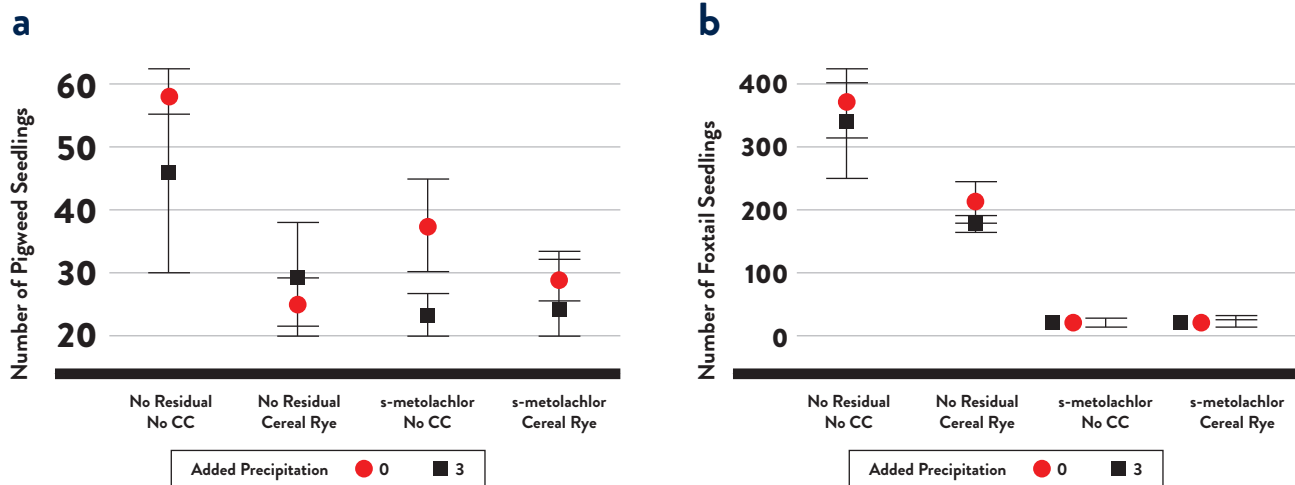 a
Number of Pigweed Seedlings
60
50
40
30
20
No Residual
No CC
No Residual
Cereal Rye
s-metolachlor
No CC
s-metolachlor
Cereal Rye
Added Precipitation 0 3
b
Number of Foxtail Seedlings
400
300
200
100
0
No Residual
No CC
No Residual
Cereal Rye
s-metolachlor
No CC
s-metolachlor
Cereal Rye
Added Precipitation 0 3